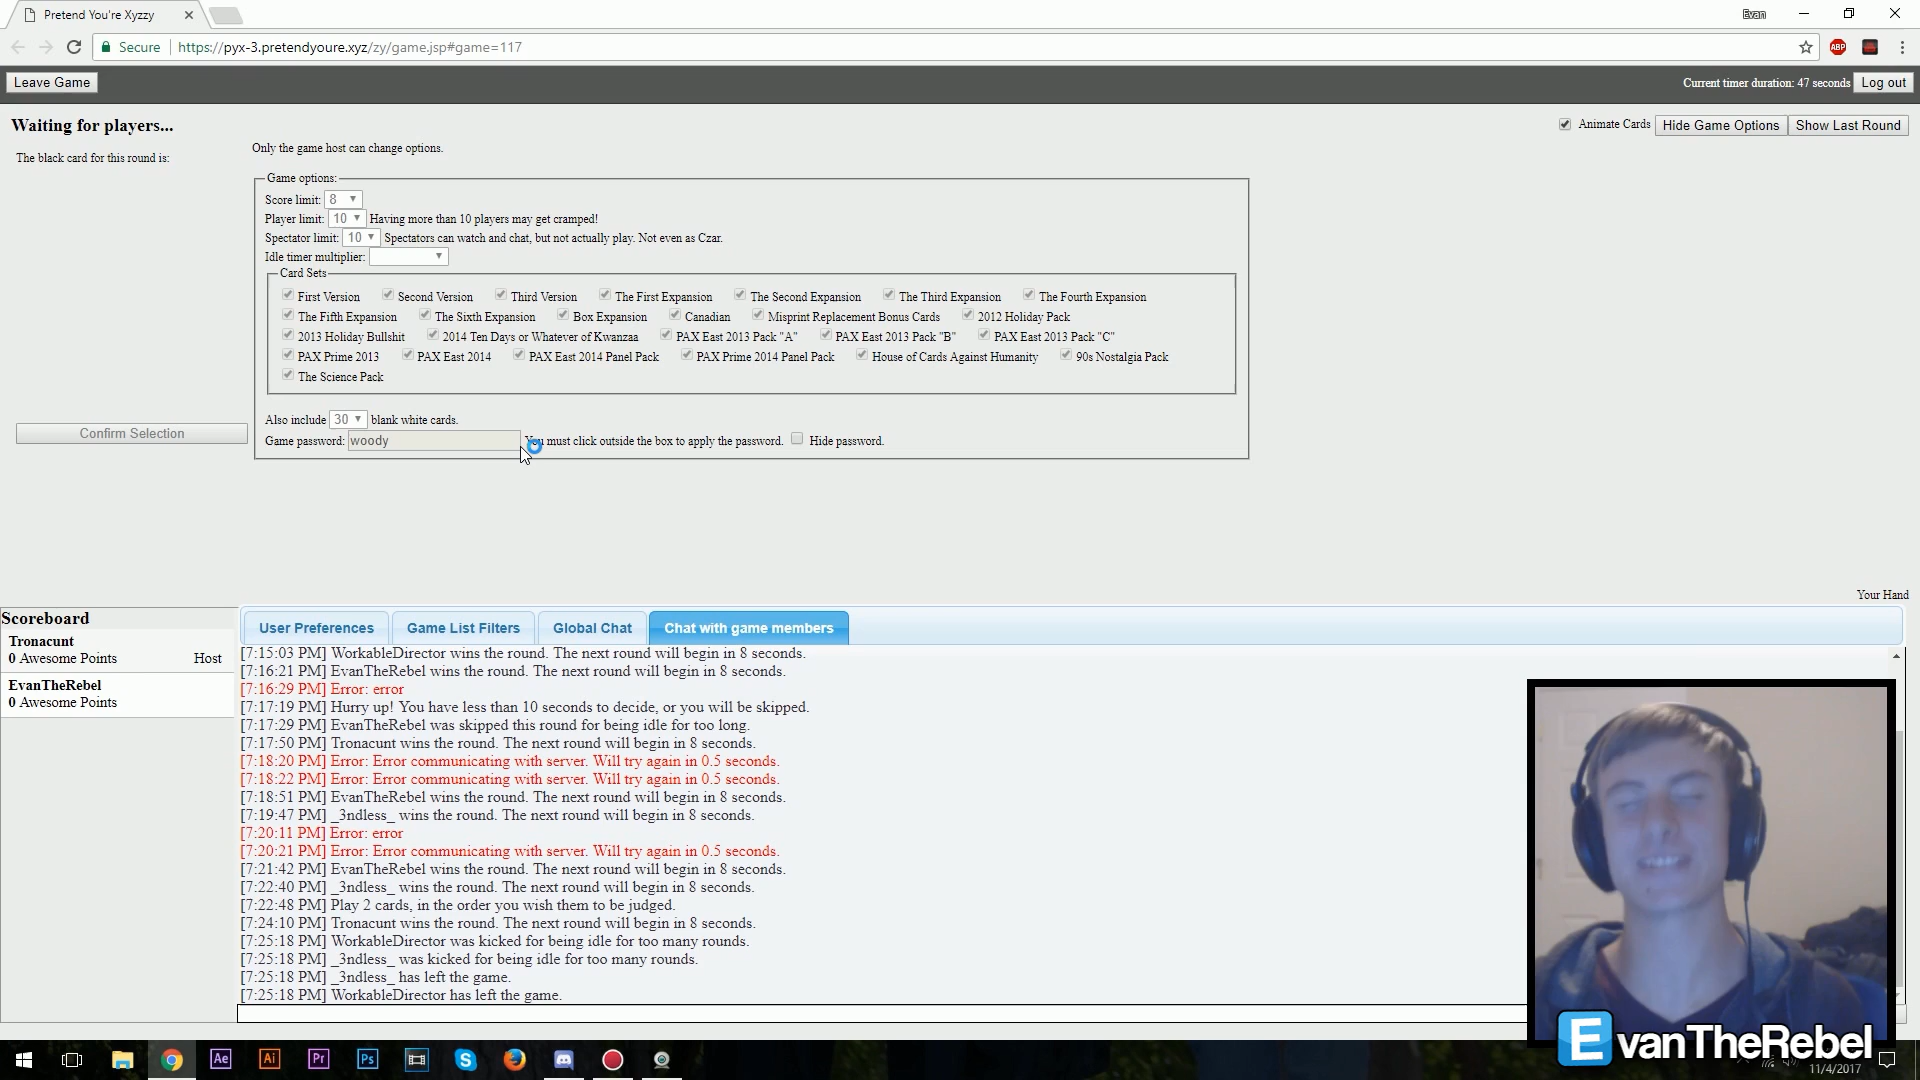 Pretend You're Xyzzy
Evan
Secure
https://pyx-3.pretendyoure.xyz/zy/game.jsp#game=117
ABP
Leave Game
Current timer duration: 47 seconds
Log out
Waiting for players...
Animate Cards
Hide Game Options
Show Last Round
The black card for this round is:
Only the game host can change options.
Game options:
Score limit: 8
Player limit: 10 Having more than 10 players may get cramped!
Spectator limit: 10 Spectators can watch and chat, but not actually play. Not even as Czar.
Idle timer multiplier:
Card Sets
First Version Second Version Third Version The First Expansion The Second Expansion The Third Expansion The Fourth Expansion
The Fifth Expansion The Sixth Expansion Box Expansion Canadian Misprint Replacement Bonus Cards 2012 Holiday Pack
2013 Holiday Bullshit 2014 Ten Days or Whatever of Kwanzaa PAX East 2013 Pack "A" PAX East 2013 Pack "B" PAX East 2013 Pack "C"
PAX Prime 2013 PAX East 2014 PAX East 2014 Panel Pack PAX Prime 2014 Panel Pack House of Cards Against Humanity 90s Nostalgia Pack
The Science Pack
Also include 30 blank white cards.
Confirm Selection
Game password: woody You must click outside the box to apply the password. Hide password.
Your Hand
Scoreboard
Tronacunt
0 Awesome Points Host
EvanTheRebel
0 Awesome Points
User Preferences Game List Filters Global Chat Chat with game members
[7:15:03 PM] WorkableDirector wins the round. The next round will begin in 8 seconds.
[7:16:21 PM] EvanTheRebel wins the round. The next round will begin in 8 seconds.
[7:16:29 PM] Error: error
[7:17:19 PM] Hurry up! You have less than 10 seconds to decide, or you will be skipped.
[7:17:29 PM] EvanTheRebel was skipped this round for being idle for too long.
[7:17:50 PM] Tronacunt wins the round. The next round will begin in 8 seconds.
[7:18:20 PM] Error: Error communicating with server. Will try again in 0.5 seconds.
[7:18:22 PM] Error: Error communicating with server. Will try again in 0.5 seconds.
[7:18:51 PM] EvanTheRebel wins the round. The next round will begin in 8 seconds.
[7:19:47 PM] _3ndless_ wins the round. The next round will begin in 8 seconds.
[7:20:11 PM] Error: error
[7:20:21 PM] Error: Error communicating with server. Will try again in 0.5 seconds.
[7:21:42 PM] EvanTheRebel wins the round. The next round will begin in 8 seconds.
[7:22:40 PM] _3ndless_ wins the round. The next round will begin in 8 seconds.
[7:22:48 PM] Play 2 cards, in the order you wish them to be judged.
[7:24:10 PM] Tronacunt wins the round. The next round will begin in 8 seconds.
[7:25:18 PM] WorkableDirector was kicked for being idle for too many rounds.
[7:25:18 PM] _3ndless_ was kicked for being idle for too many rounds.
[7:25:18 PM] _3ndless_ has left the game.
[7:25:18 PM] WorkableDirector has left the game.
EvanTheRebel
Ae Ai Pr Ps
11/4/2017